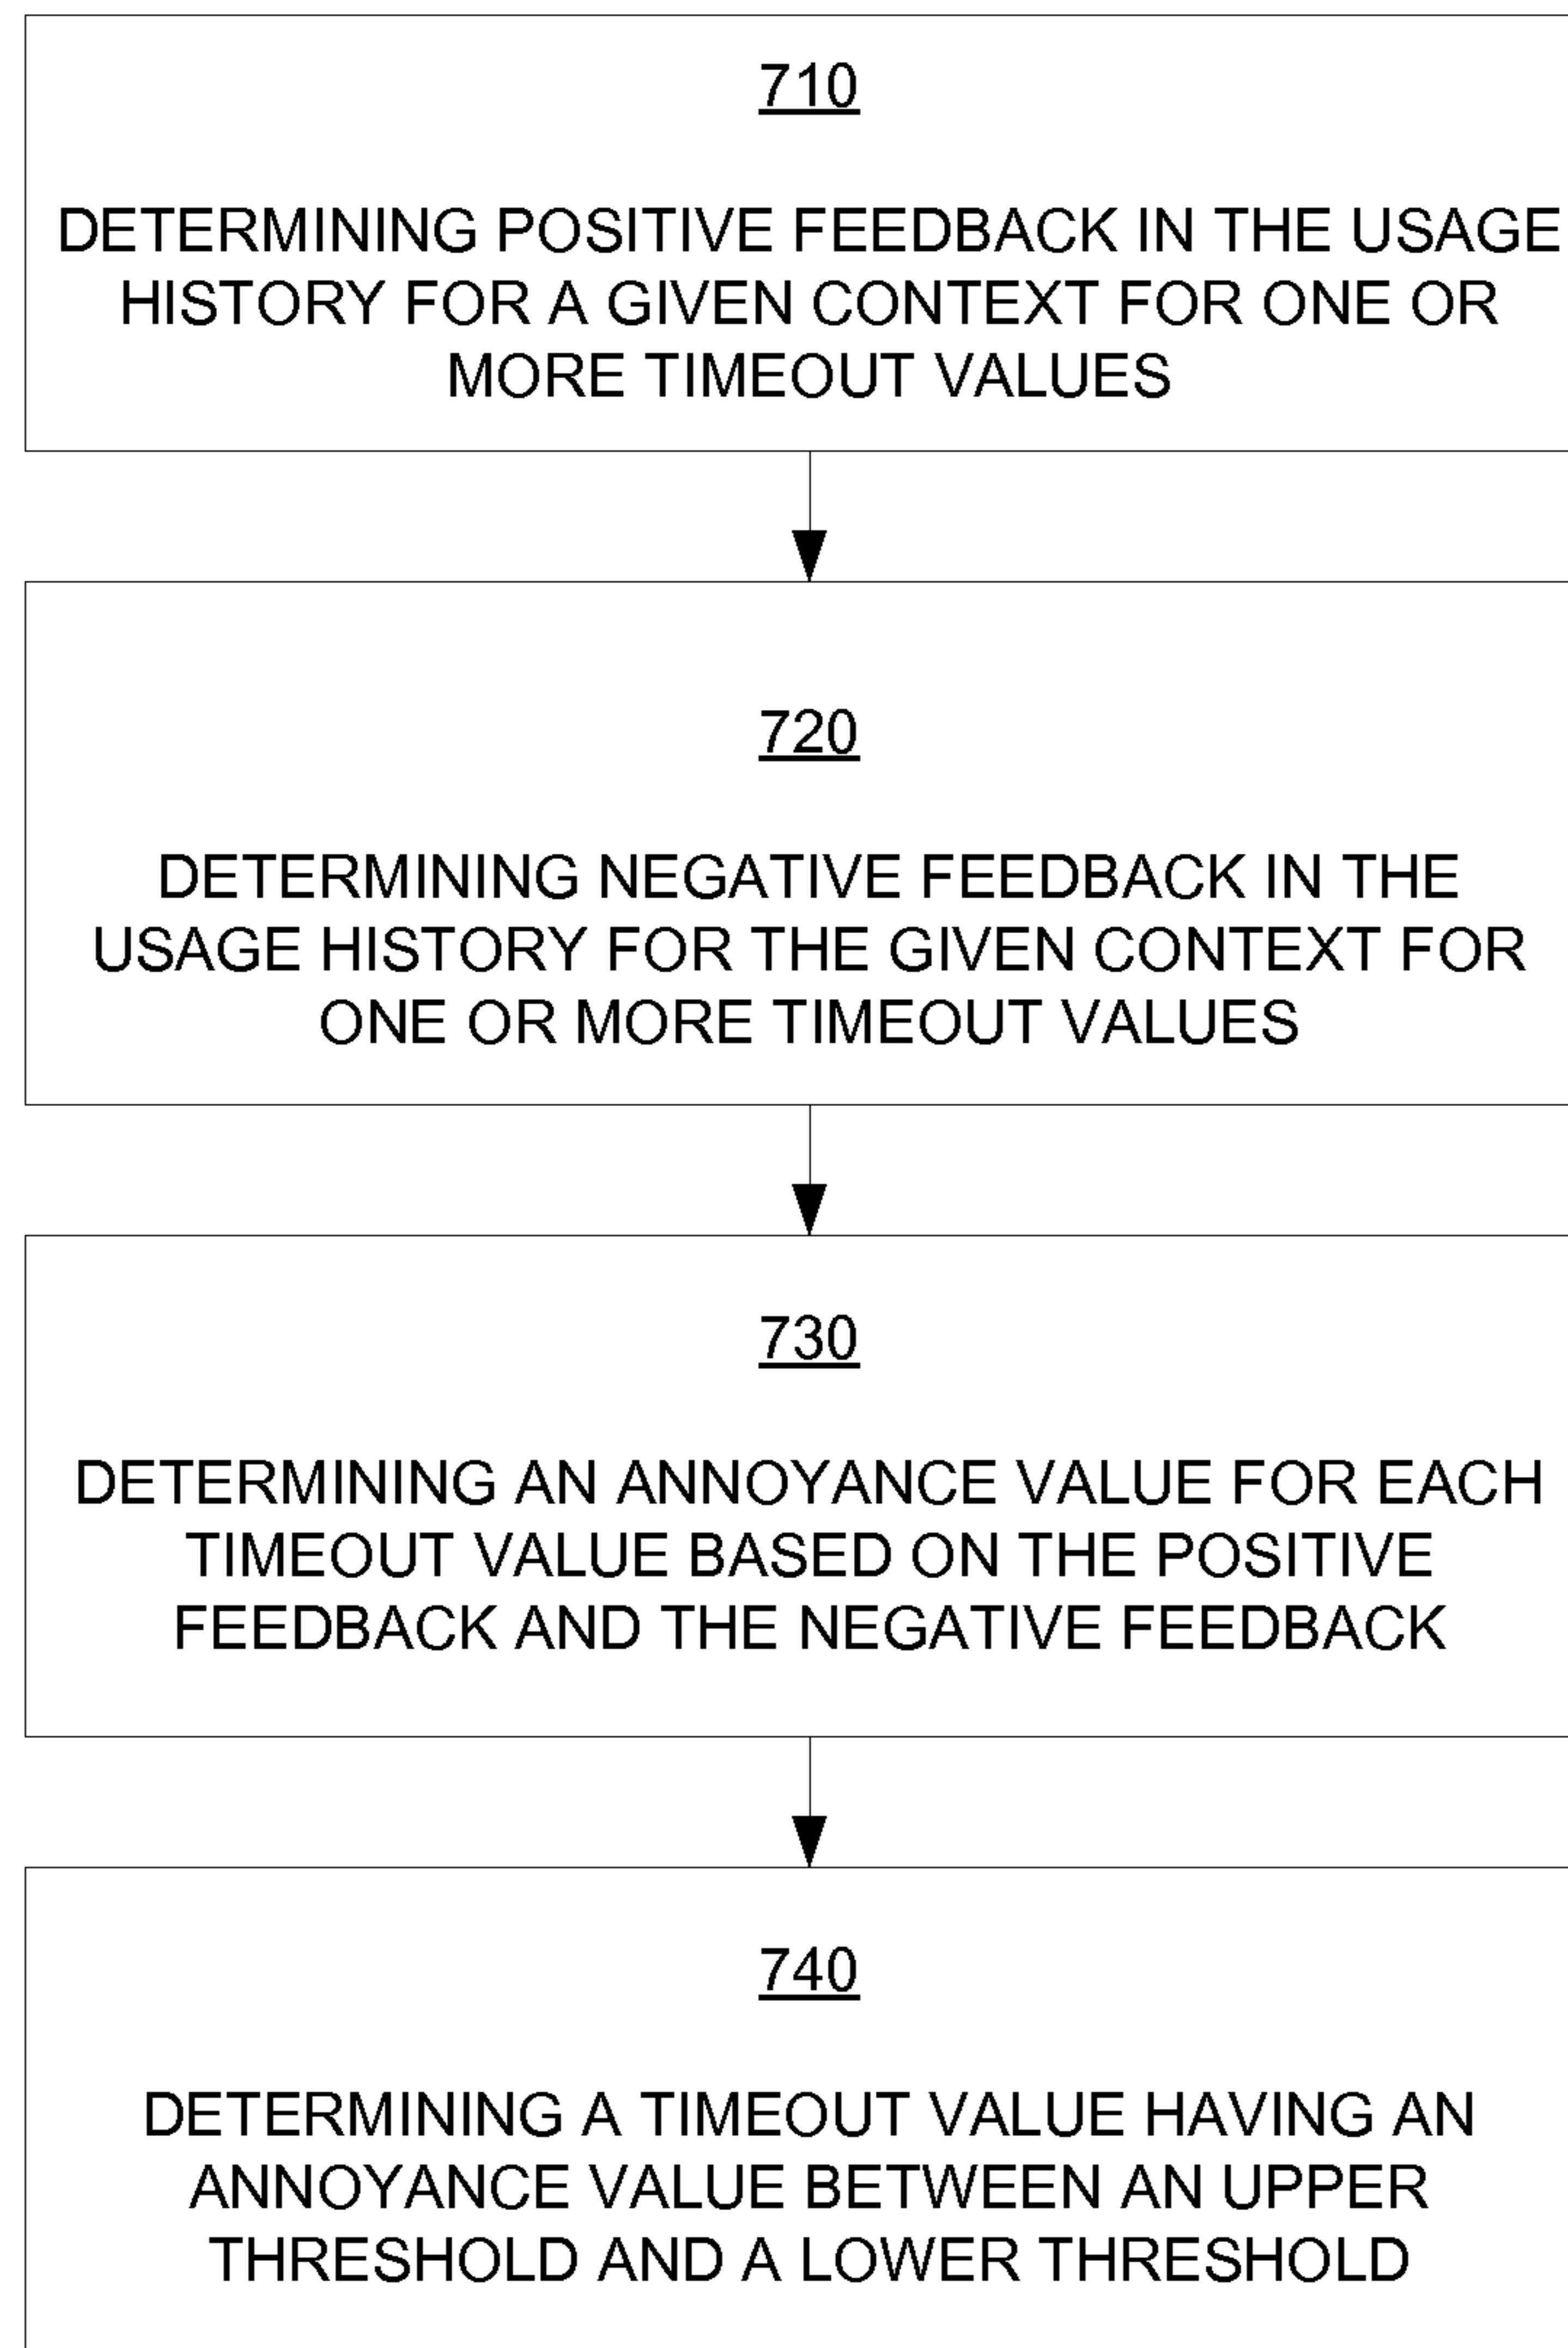 710
DETERMINING POSITIVE FEEDBACK IN THE USAGE
HISTORY FOR A GIVEN CONTEXT FOR ONE OR
MORE TIMEOUT VALUES
720
DETERMINING NEGATIVE FEEDBACK IN THE
USAGE HISTORY FOR THE GIVEN CONTEXT FOR
ONE OR MORE TIMEOUT VALUES
730
DETERMINING AN ANNOYANCE VALUE FOR EACH
TIMEOUT VALUE BASED ON THE POSITIVE
FEEDBACK AND THE NEGATIVE FEEDBACK
740
DETERMINING A TIMEOUT VALUE HAVING AN
ANNOYANCE VALUE BETWEEN AN UPPER
THRESHOLD AND A LOWER THRESHOLD